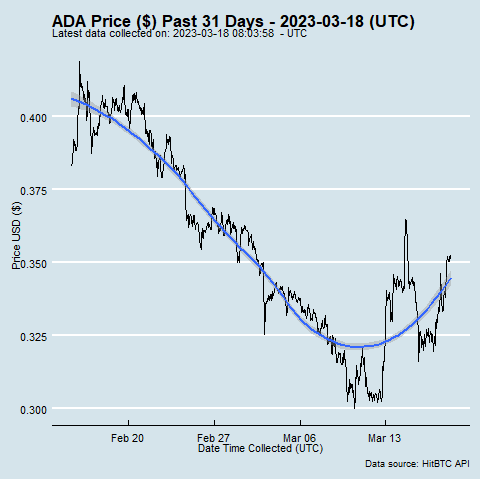 ADA Price ($) Past 31 Days - 2023-03-18 (UTC)
Latest data collected on: 2023-03-18 08:03:58 - UTC
Price USD ($)
0.400
0.375
0.350
0.325
0.300
Feb 20
Feb 27
Mar 06
Mar 13
Date Time Collected (UTC)
Data source: HitBTC API